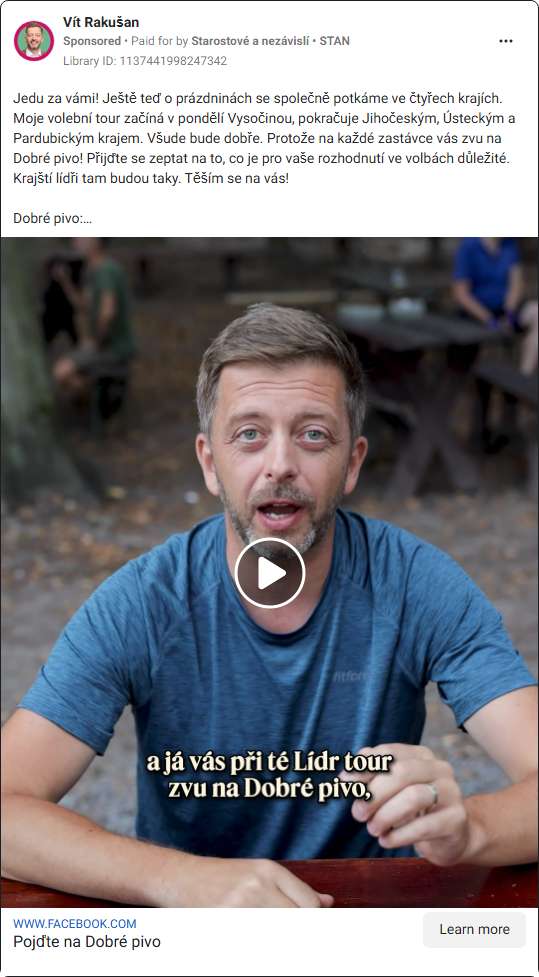 Vít Rakušan
Sponsored • Paid for by Starostové a nezávislí • STAN
Library ID: 1137441998247342
Jedu za vámi! Ještě teď o prázdninách se společně potkáme ve čtyřech krajích.
Moje volební tour začíná v pondělí Vysočinou, pokračuje Jihočeským, Ústeckým a
Pardubickým krajem. Všude bude dobře. Protože na každé zastávce vás zvu na
Dobré pivo! Přijďte se zeptat na to, co je pro vaše rozhodnutí ve volbách důležité.
Krajští lídři tam budou taky. Těším se na vás!
Dobré pivo:...
a já vás při té Lídr tour
zvu na Dobré pivo,
WWW.FACEBOOK.COM
Pojďte na Dobré pivo
Learn more